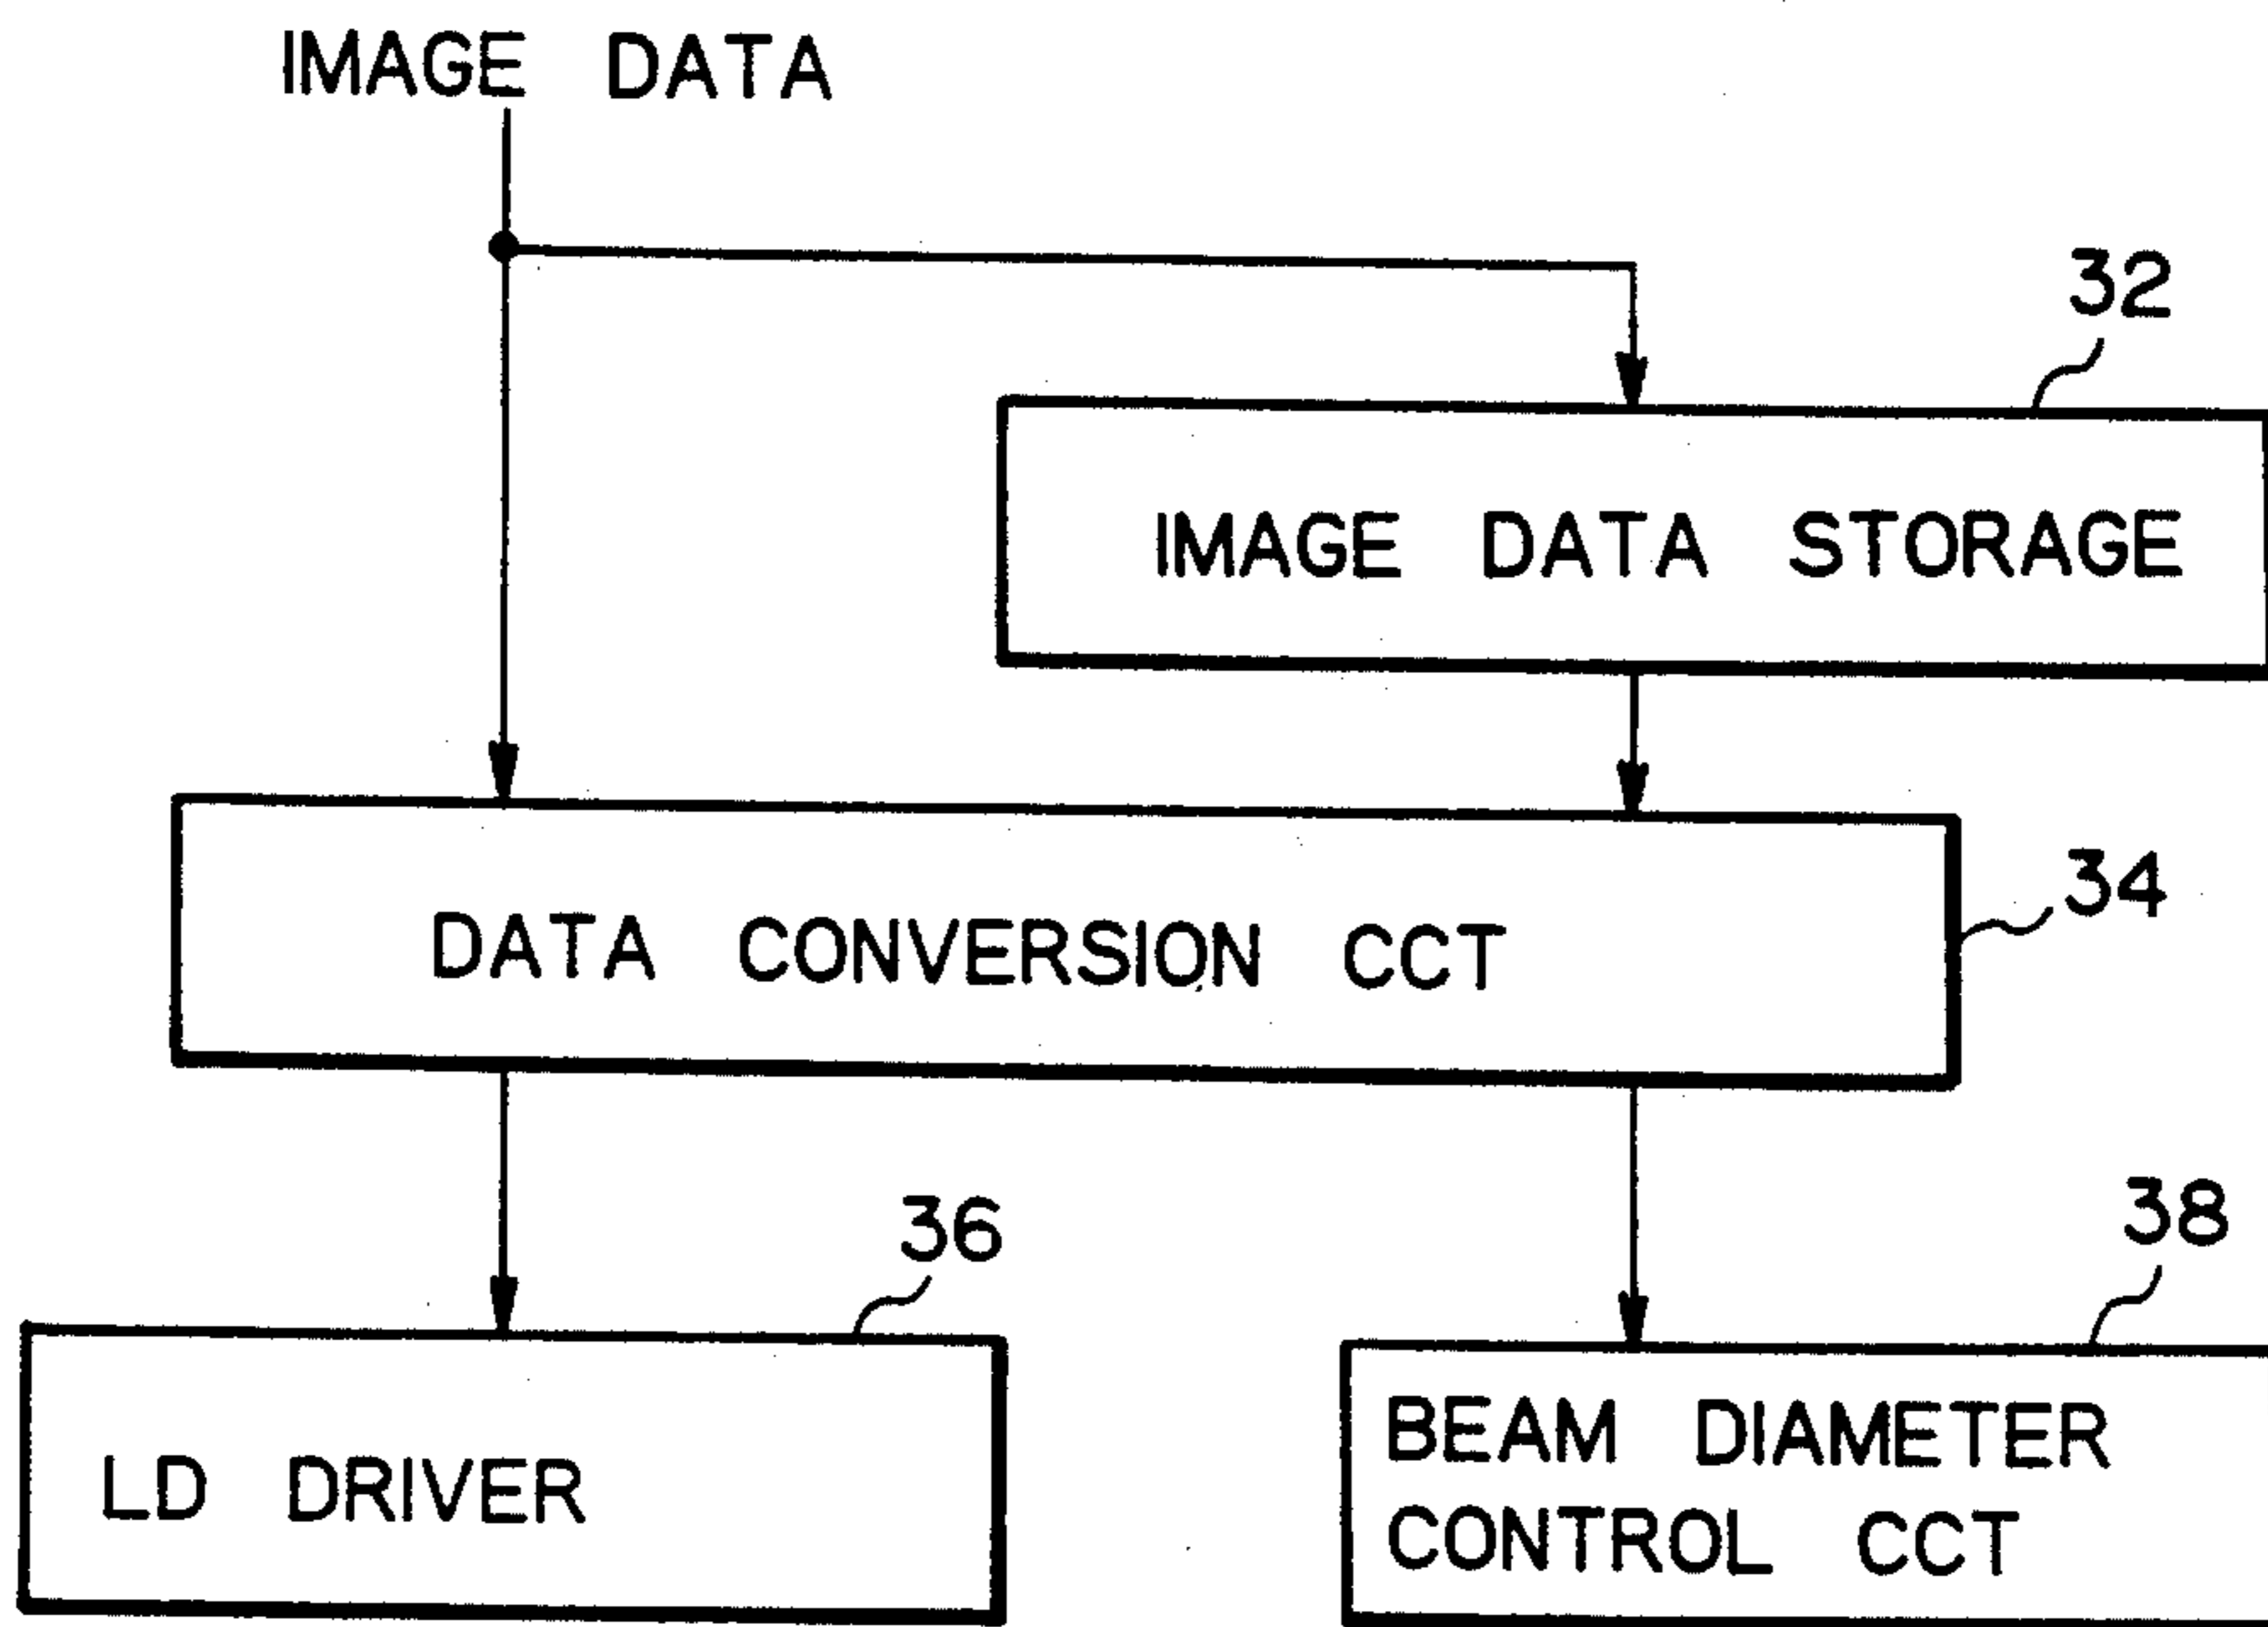 IMAGE DATA
32
IMAGE DATA STORAGE
34
DATA CONVERSION CCT
36
38
LD DRIVER
BEAM DIAMETER
CONTROL CCT